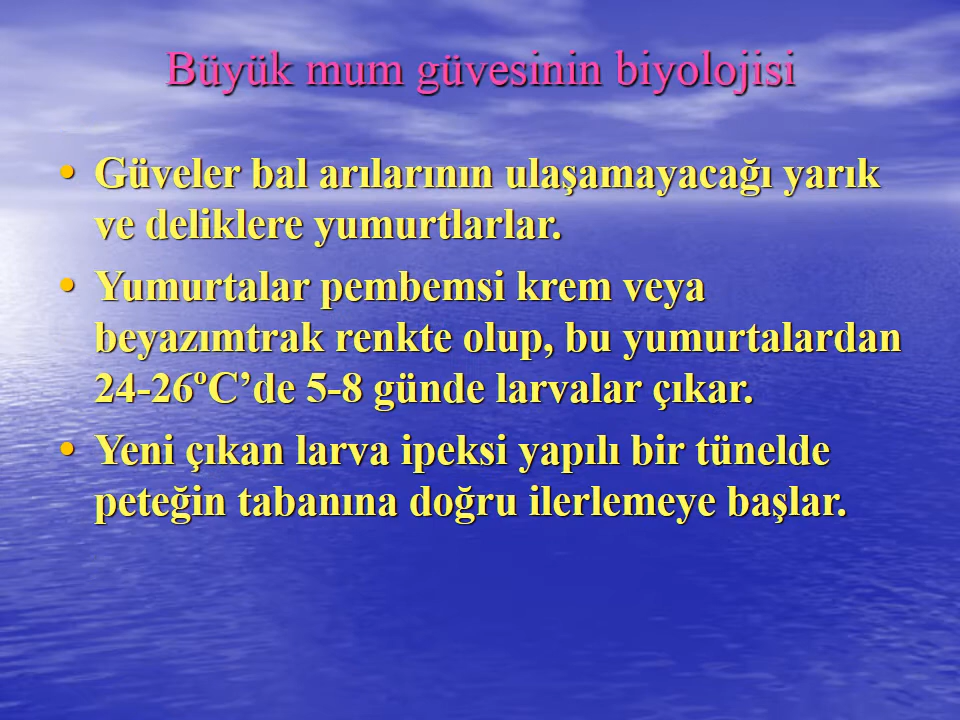 Büyük mum güvesinin biyolojisi
• Güveler bal arılarının ulaşamayacağı yarık
ve deliklere yumurtlarlar.
• Yumurtalar pembemsi krem veya
beyazımtrak renkte olup, bu yumurtalardan
24-26ºC’de 5-8 günde larvalar çıkar.
• Yeni çıkan larva ipeksi yapılı bir tünelde
peteğin tabanına doğru ilerlemeye başlar.